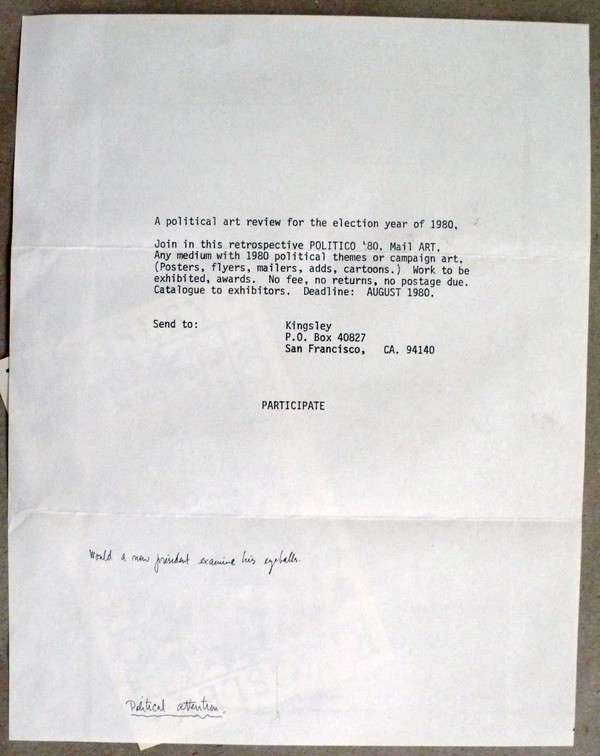 A political art review for the election year of 1980.
Join in this retrospective POLITICO '80. Mail ART.
Any medium with 1980 political themes or campaign art.
(Posters, flyers, mailers, adds, cartoons.) Work to be
exhibited, awards. No fee, no returns, no postage due.
Catalogue to exhibitors. Deadline: AUGUST 1980.
Send to: Kingsley
P.O. Box 40827
San Francisco, CA. 94140
PARTICIPATE
Would a new president examine his eyeballs.
Political attention.